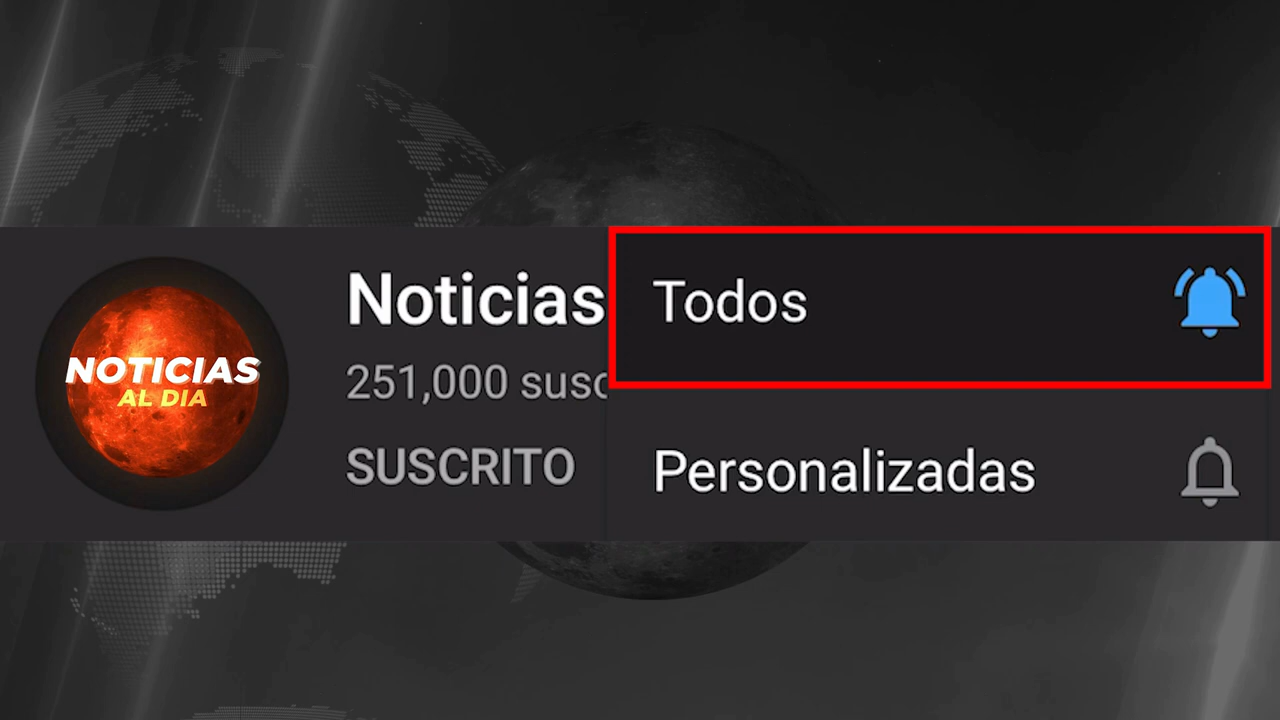 NOTICIAS
AL DIA
Noticias
251,000 susc
SUSCRITO
Todos
Personalizadas